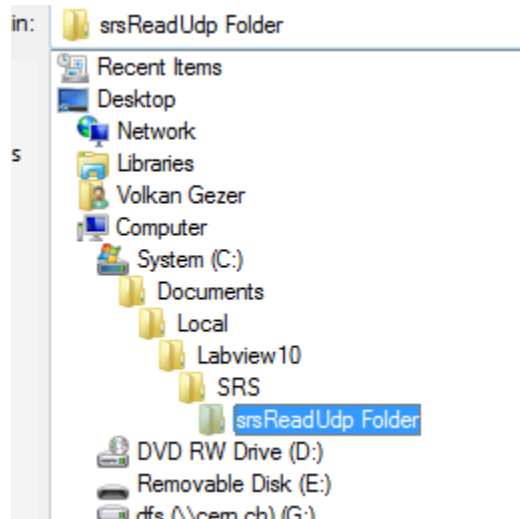 in: srsReadUdp Folder
Recent Items
Desktop
Network
s
Libraries
Volkan Gezer
Computer
System (C:)
Documents
Local
Labview10
SRS
srsReadUdp Folder
DVD RW Drive (D:)
Removable Disk (E:)
dfs (\\cern.ch) (G:)